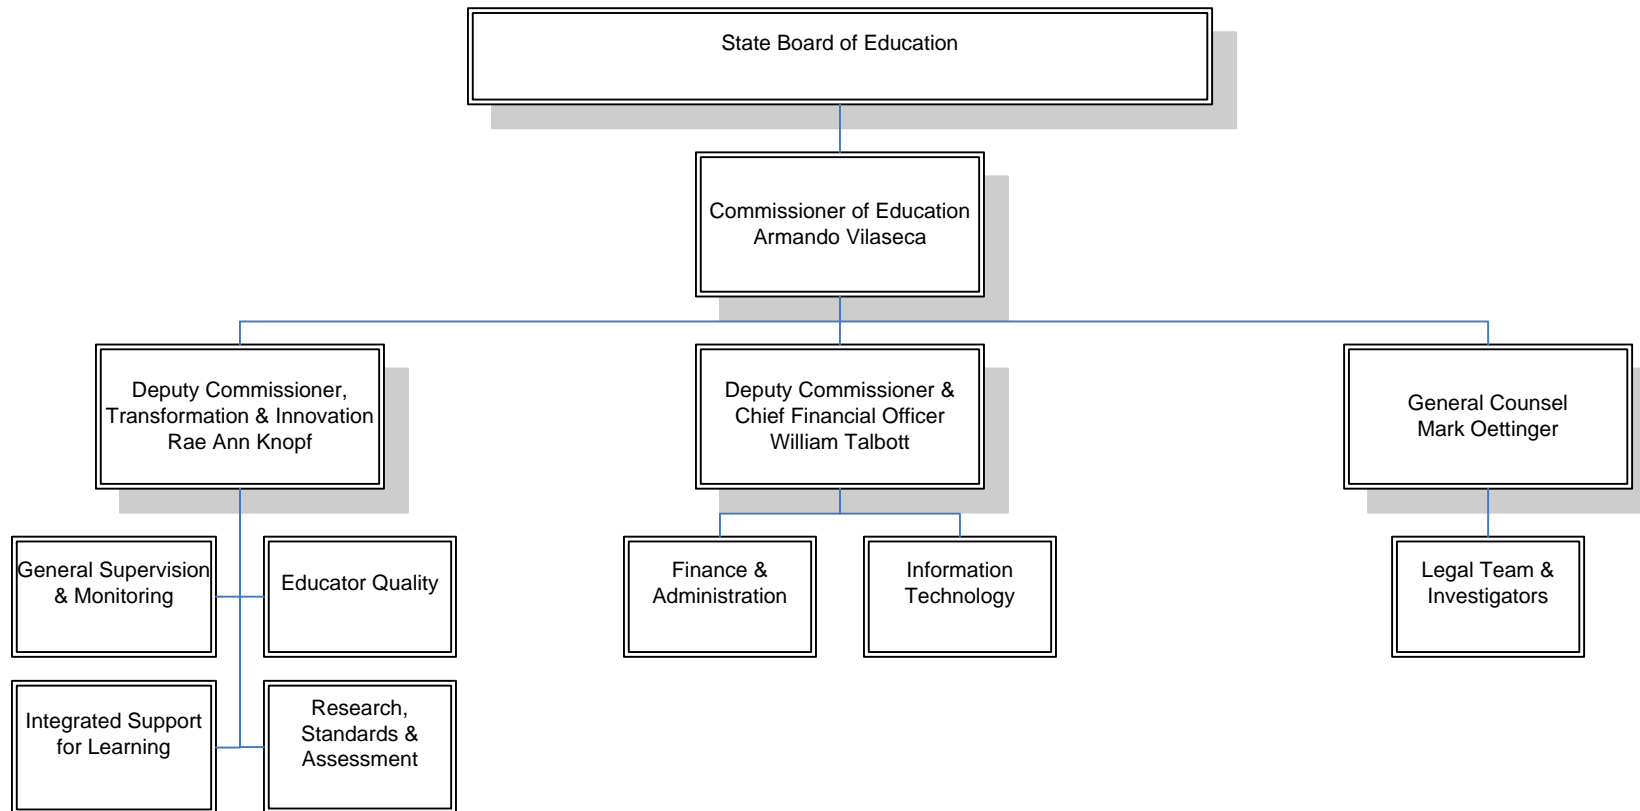 State Board of Education
Commissioner of Education
Armando Vilaseca
Deputy Commissioner,
Transformation & Innovation
Rae Ann Knopf
Deputy Commissioner &
Chief Financial Officer
William Talbott
General Counsel
Mark Oettinger
General Supervision
& Monitoring
Educator Quality
Finance &
Administration
Information
Technology
Legal Team &
Investigators
Integrated Support
for Learning
Research,
Standards &
Assessment